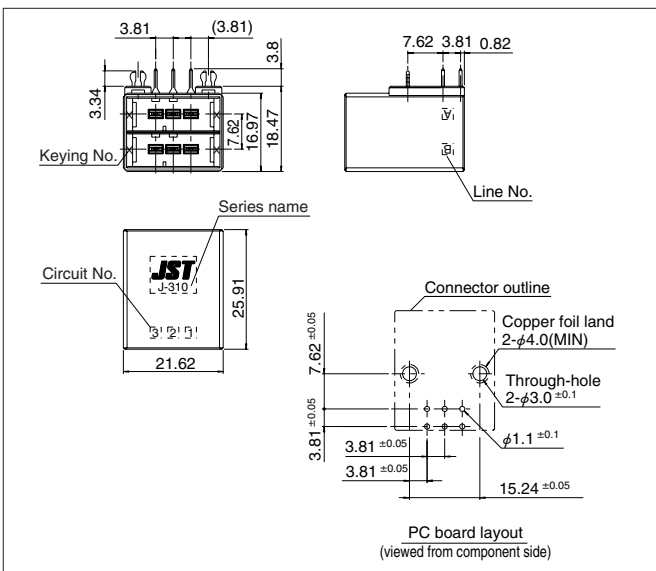 3.81
(3.81)
3.8
3.34
7.62
16.97
18.47
Keying No.
7.62
3.81
0.82
A
B
Line No.
Series name
JST
J-310
Circuit No.
3 2 1
25.91
21.62
Connector outline
Copper foil land
2-φ4.0(MIN)
Through-hole
2-φ3.0 ±0.1
φ1.1 ±0.1
7.62 ±0.05
3.81 ±0.05
3.81 ±0.05
3.81 ±0.05
15.24 ±0.05
PC board layout
(viewed from component side)